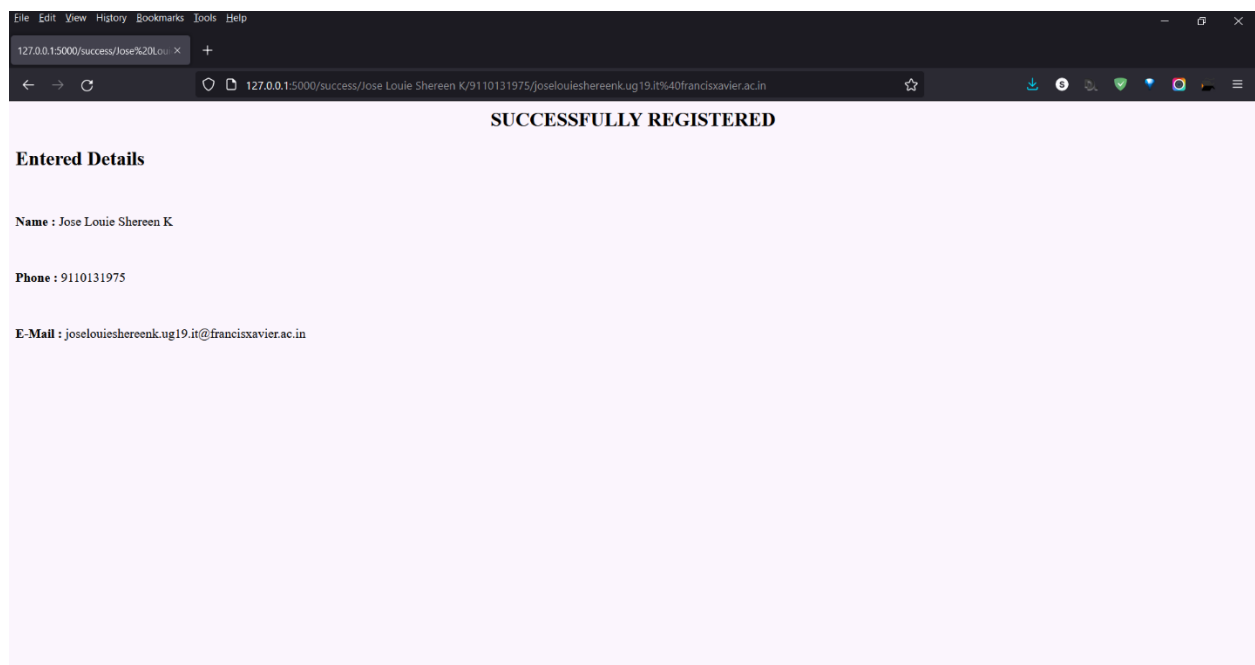 File Edit View History Bookmarks Tools Help
127.0.0.1:5000/success/Jose%20Lou
127.0.0.1:5000/success/Jose Louie Shereen K/9110131975/joselouieshereenk.ug19.it%40francisxavier.ac.in
SUCCESSFULLY REGISTERED
Entered Details
Name : Jose Louie Shereen K
Phone : 9110131975
E-Mail : joselouieshereenk.ug19.it@francisxavier.ac.in